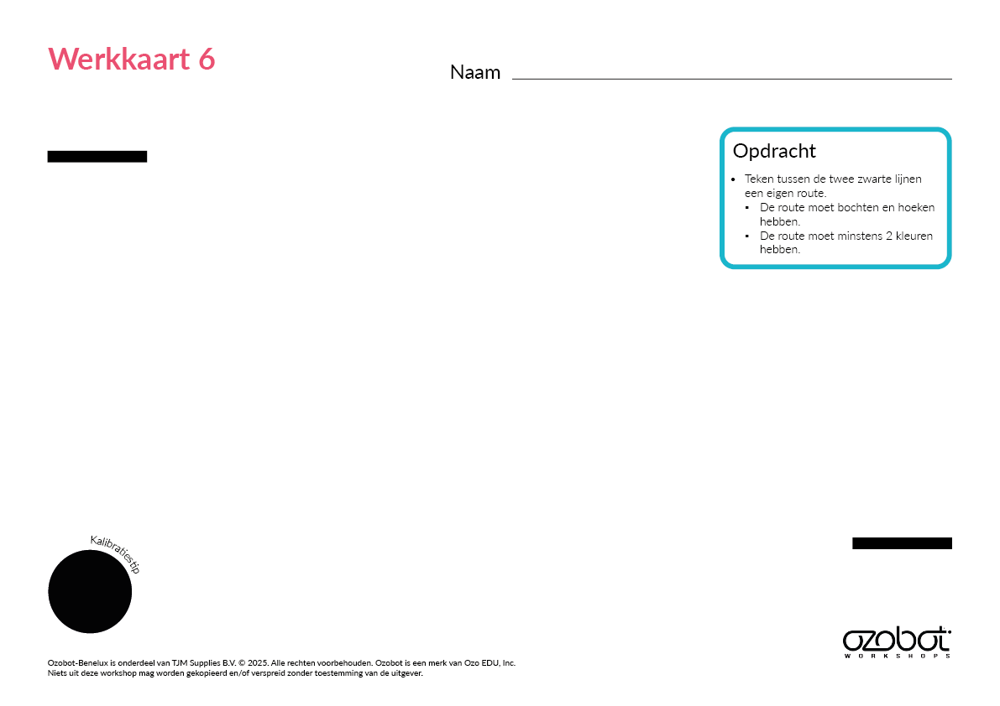 Werkkaart 6
Naam
Opdracht
• Teken tussen de twee zwarte lijnen
een eigen route.
▪ De route moet bochten en hoeken
hebben.
▪ De route moet minstens 2 kleuren
hebben.
Kalibratiestip
ozobot
WORKSHOPS
Ozobot-Benelux is onderdeel van TJM Supplies B.V. © 2025. Alle rechten voorbehouden. Ozobot is een merk van Ozo EDU, Inc.
Niets uit deze workshop mag worden gekopieerd en/of verspreid zonder toestemming van de uitgever.